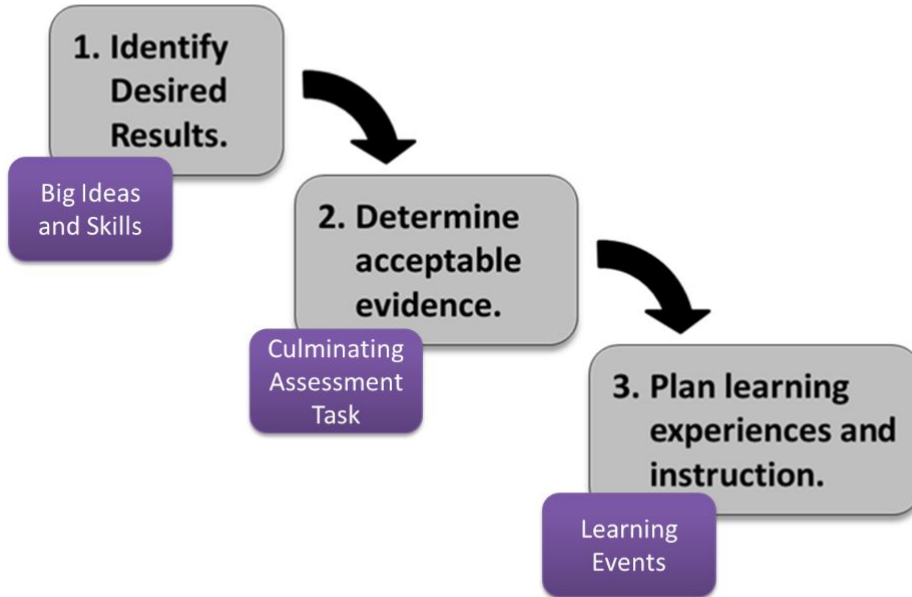 1. Identify
Desired
Results.
Big Ideas
and Skills
2. Determine
acceptable
evidence.
Culminating
Assessment
Task
3. Plan learning
experiences and
instruction.
Learning
Events